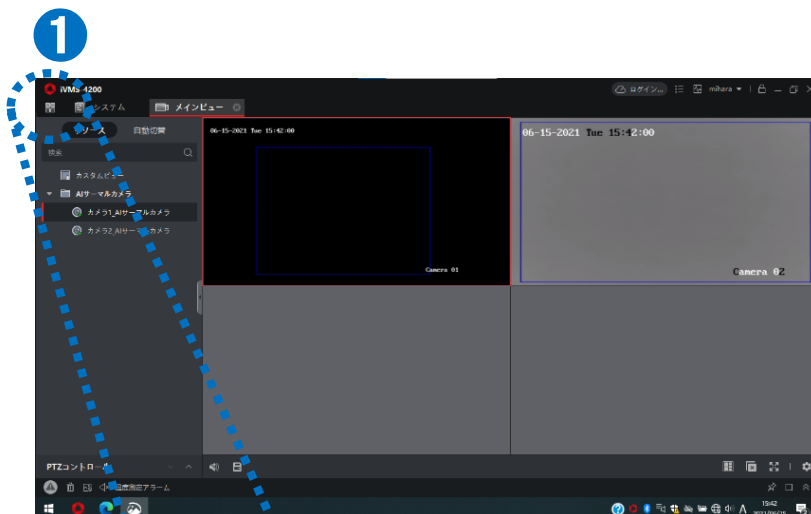 1
iVMS-4200
ログイン...
mihara
システム
メインビュー
リソース
自動切替
検索
カスタムビュー
AIサーマルカメラ
カメラ1_AIサーマルカメラ
カメラ2_AIサーマルカメラ
06-15-2021 Tue 15:42:00
Camera 01
06-15-2021 Tue 15:42:00
Camera 02
PTZコントロール
温度測定アラーム
A
15:42
2021/06/15